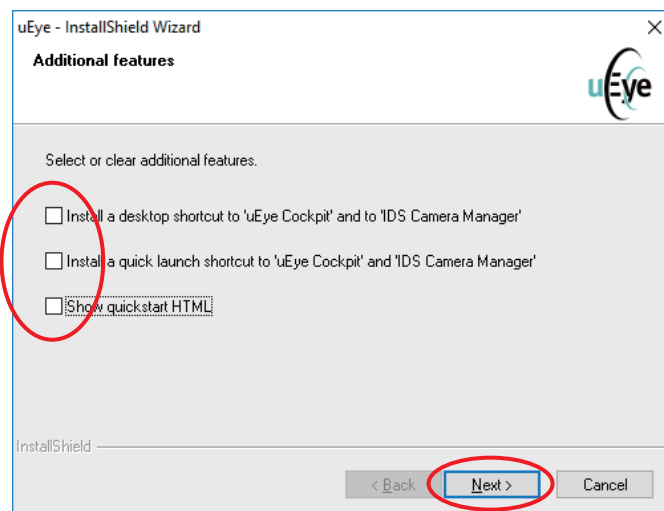 uEye - InstallShield Wizard
Additional features
uEye
Select or clear additional features.
Install a desktop shortcut to 'uEye Cockpit' and to 'IDS Camera Manager'
Install a quick launch shortcut to 'uEye Cockpit' and 'IDS Camera Manager'
Show quickstart HTML
InstallShield
< Back Next > Cancel